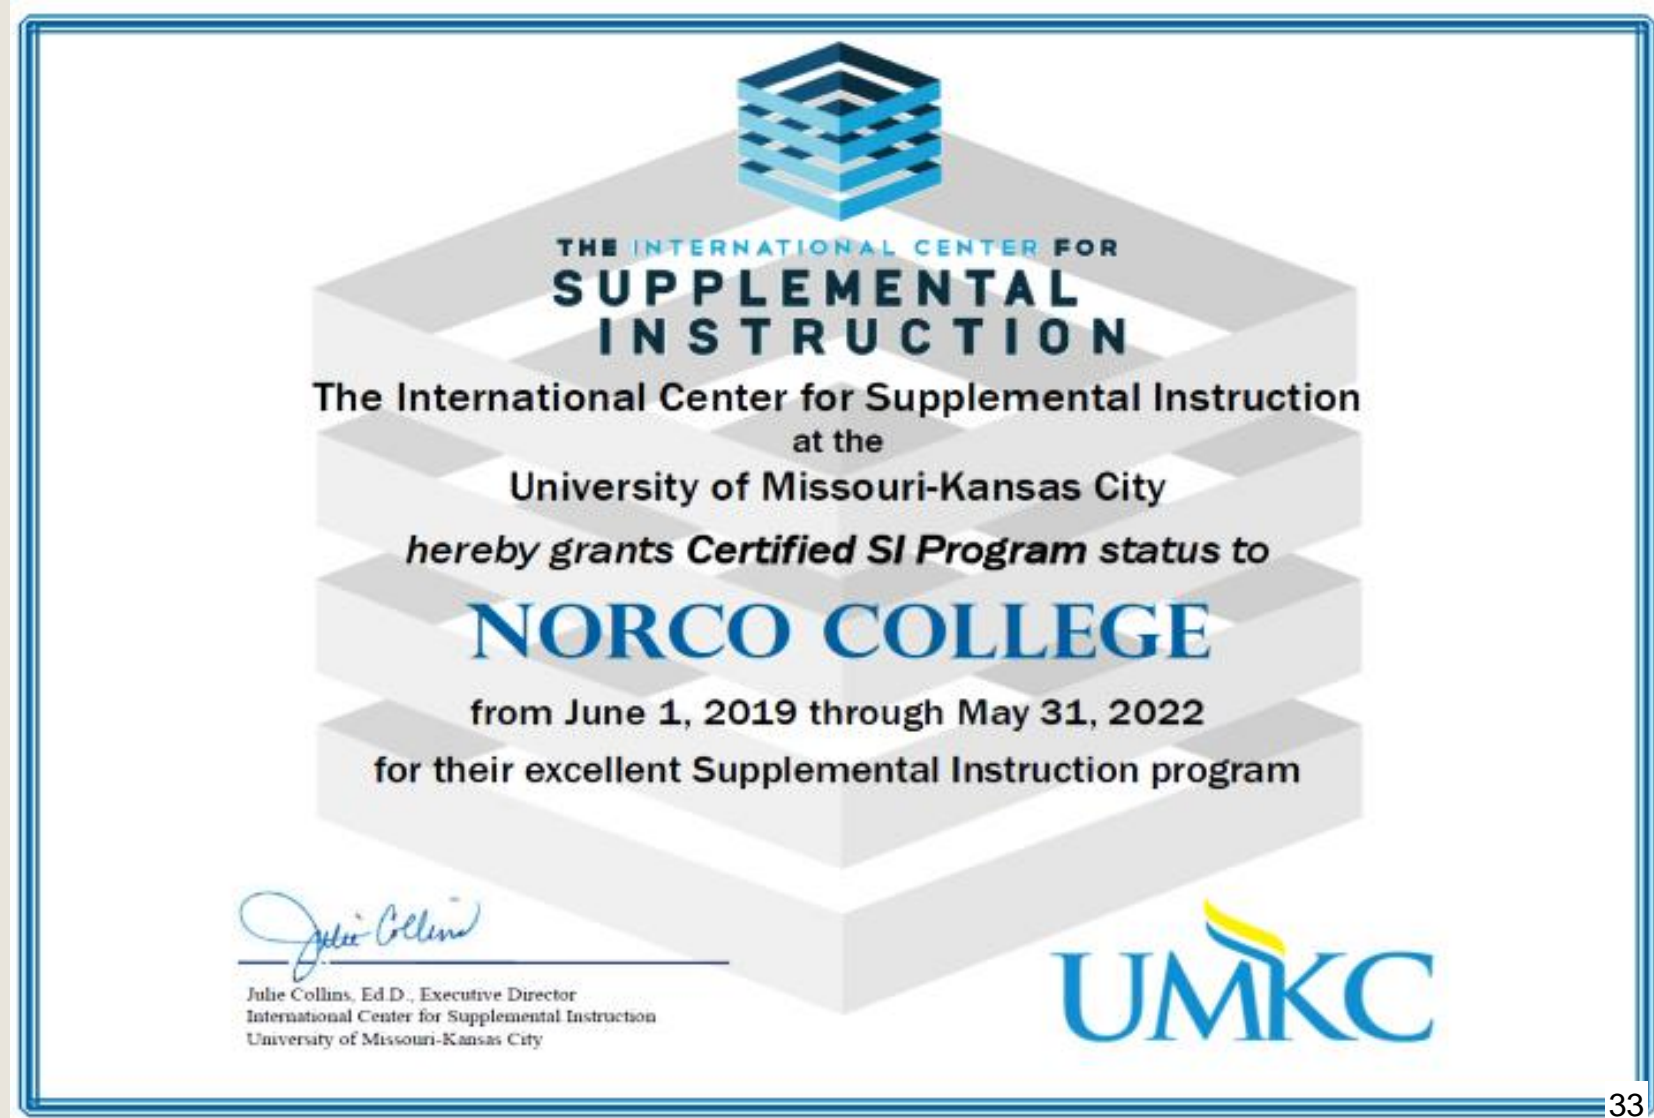 THE INTERNATIONAL CENTER FOR
SUPPLEMENTAL
INSTRUCTION
The International Center for Supplemental Instruction
at the
University of Missouri-Kansas City
hereby grants Certified SI Program status to
NORCO COLLEGE
from June 1, 2019 through May 31, 2022
for their excellent Supplemental Instruction program
Julie Collins
Julie Collins, Ed.D., Executive Director
International Center for Supplemental Instruction
University of Missouri-Kansas City
UMKC
33